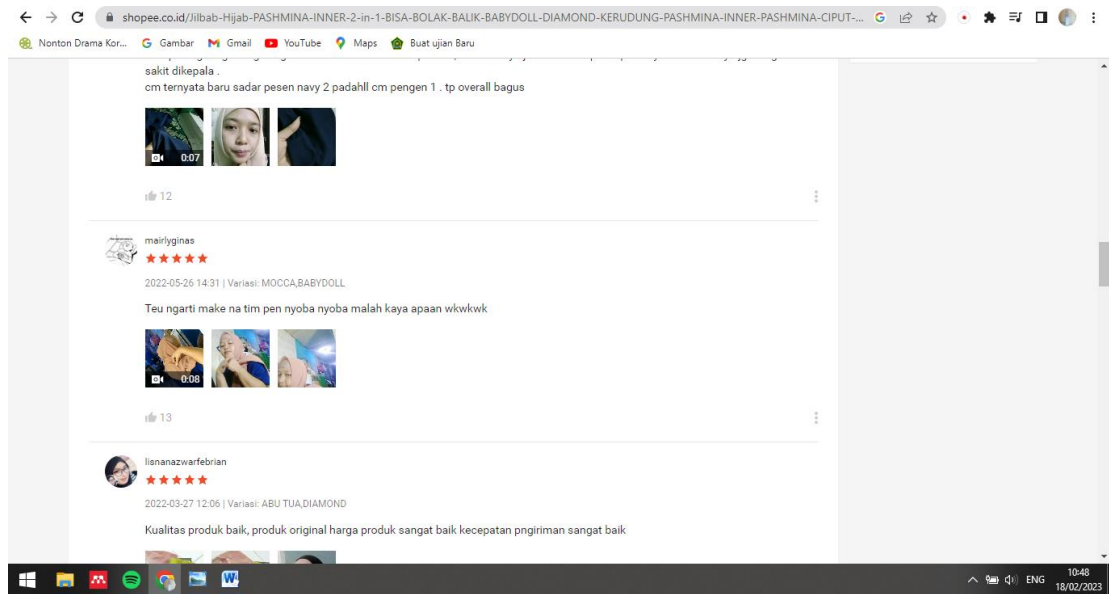 shopee.co.id/Jilbab-Hijab-PASHMINA-INNER-2-in-1-BISA-BOLAK-BALIK-BABYDOLL-DIAMOND-KERUDUNG-PASHMINA-INNER-PASHMINA-CIPUT-...
Nonton Drama Kor... Gambar Gmail YouTube Maps Buat ujian Baru
sakit dikepala .
cm ternyata baru sadar pesen navy 2 padahll cm pengen 1 . tp overall bagus
0:07
12
mairlyginas
2022-05-26 14:31 | Variasi: MOCCA,BABYDOLL
Teu ngarti make na tim pen nyoba nyoba malah kaya apaan wkwkwk
0:08
13
lisnanazwarfebrian
2022-03-27 12:06 | Variasi: ABU TUA,DIAMOND
Kualitas produk baik, produk original harga produk sangat baik kecepatan pngiriman sangat baik
ENG
10:48
18/02/2023